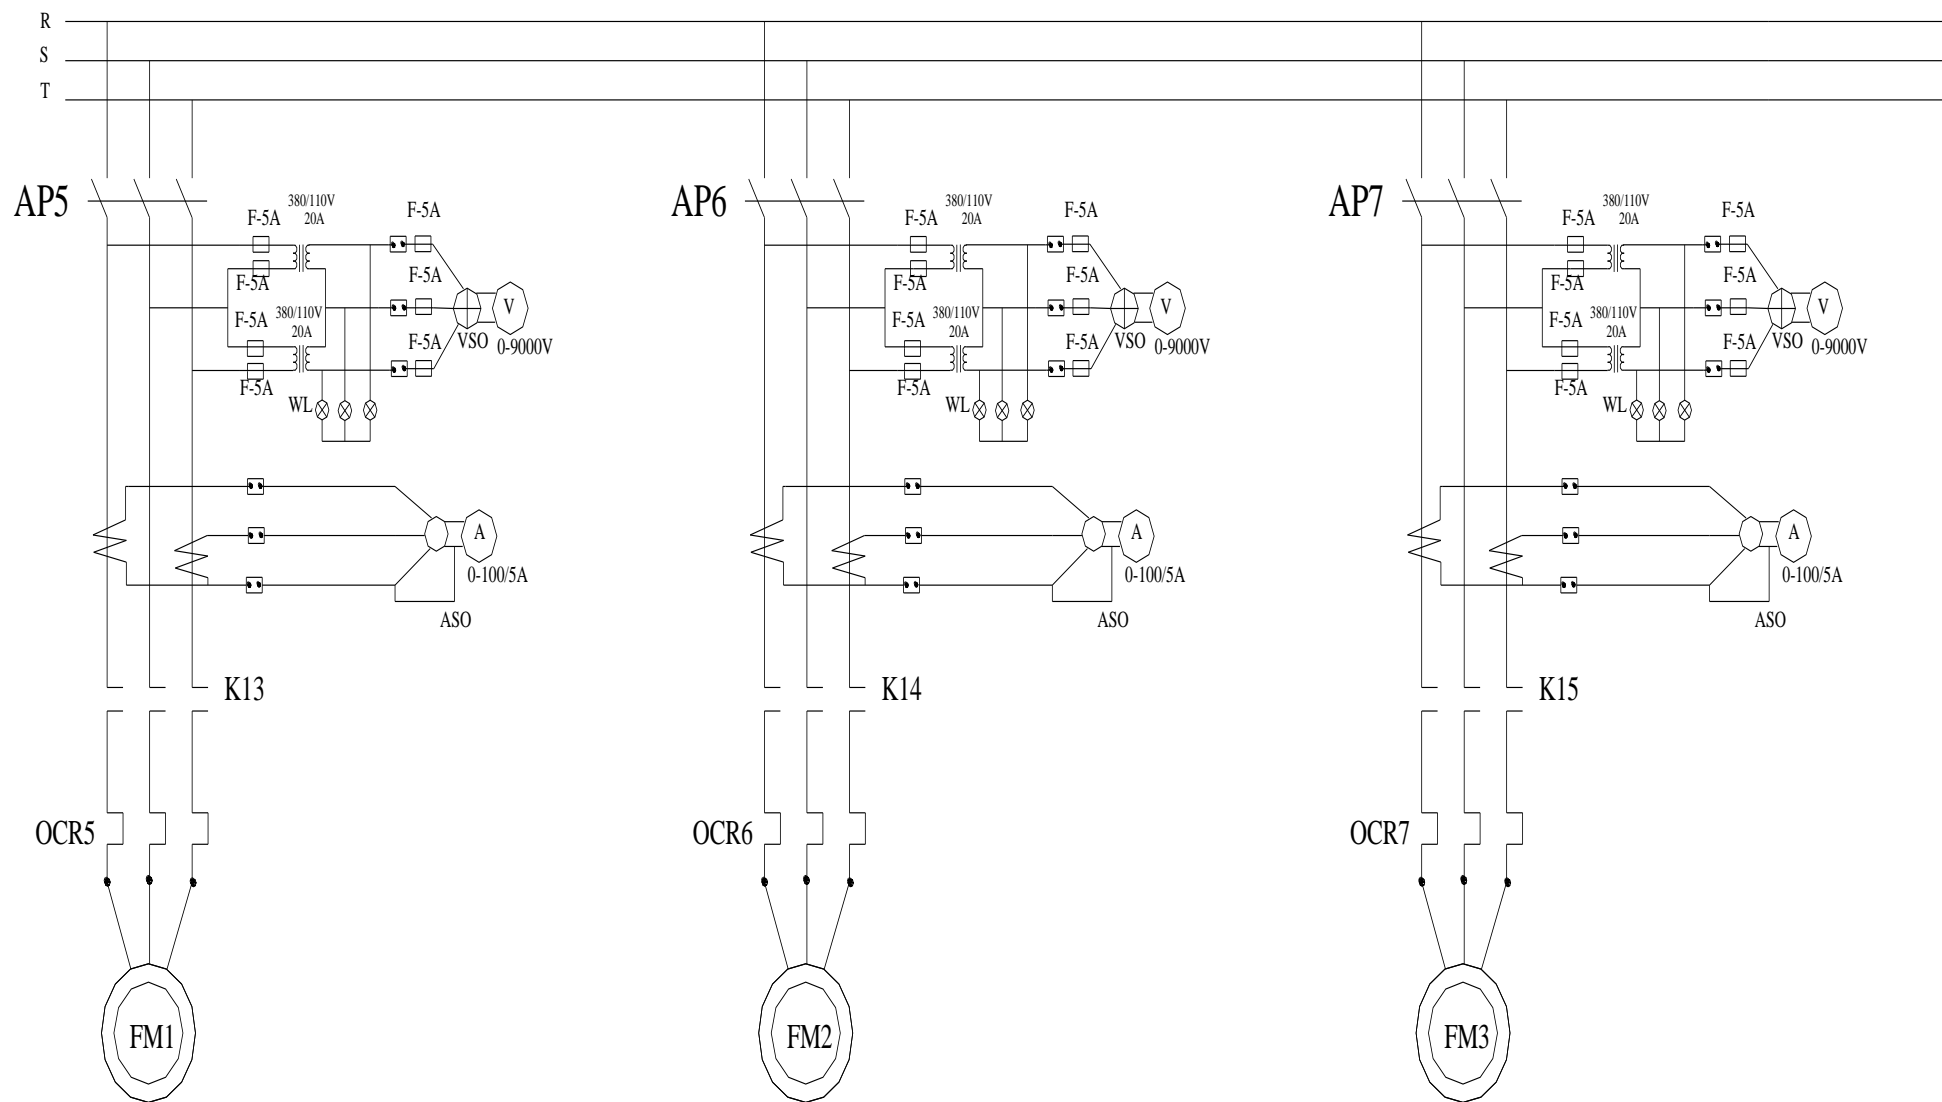 R
S
T
AP5
F-5A
380/110V
20A
F-5A
F-5A
F-5A
F-5A
380/110V
20A
F-5A
F-5A
VSO
V
0-9000V
WL
A
0-100/5A
ASO
K13
OCR5
FM1
AP6
F-5A
380/110V
20A
F-5A
F-5A
F-5A
F-5A
380/110V
20A
F-5A
F-5A
VSO
V
0-9000V
WL
A
0-100/5A
ASO
K14
OCR6
FM2
AP7
F-5A
380/110V
20A
F-5A
F-5A
F-5A
F-5A
380/110V
20A
F-5A
F-5A
VSO
V
0-9000V
WL
A
0-100/5A
ASO
K15
OCR7
FM3